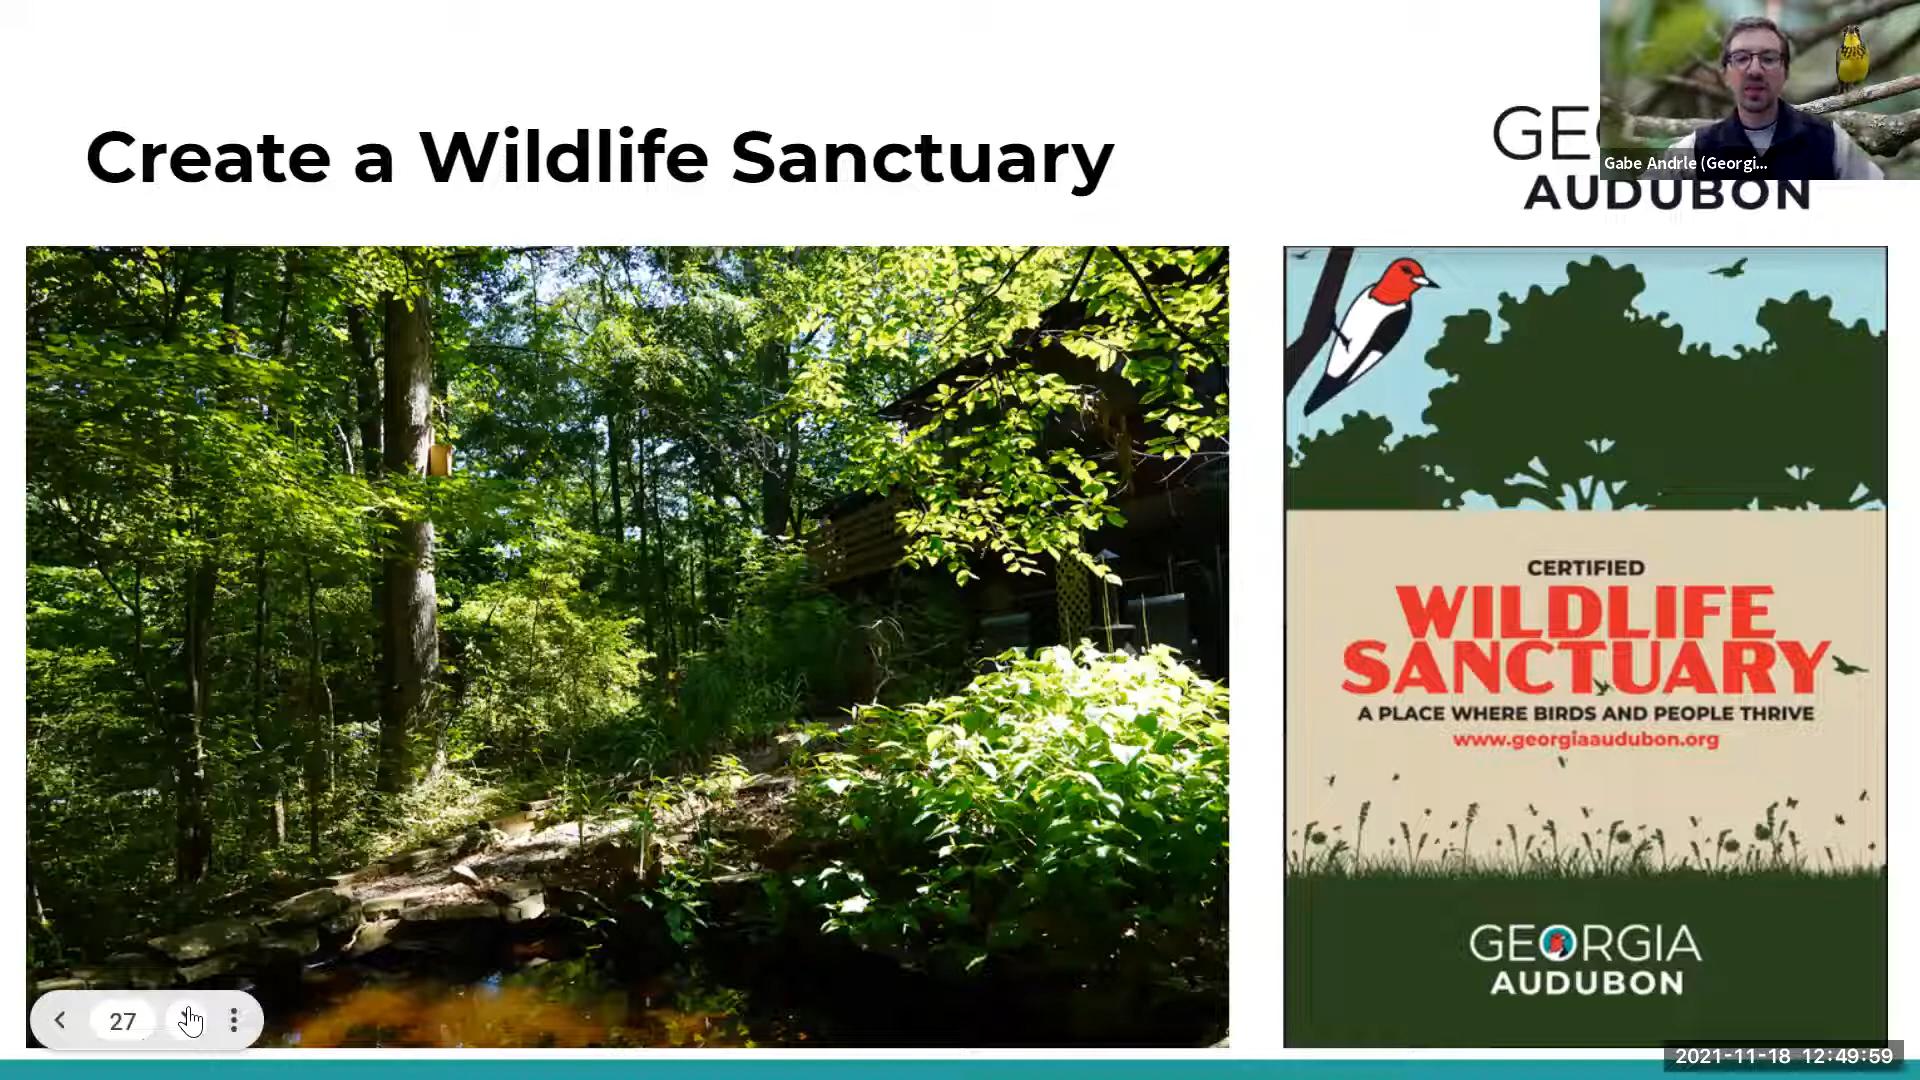 Create a Wildlife Sanctuary
AUDUBON
Gabe Andrle (Georgi...
CERTIFIED
WILDLIFE
SANCTUARY
A PLACE WHERE BIRDS AND PEOPLE THRIVE
www.georgiaaudubon.org
GEORGIA
AUDUBON
27
2021-11-18 12:49:59